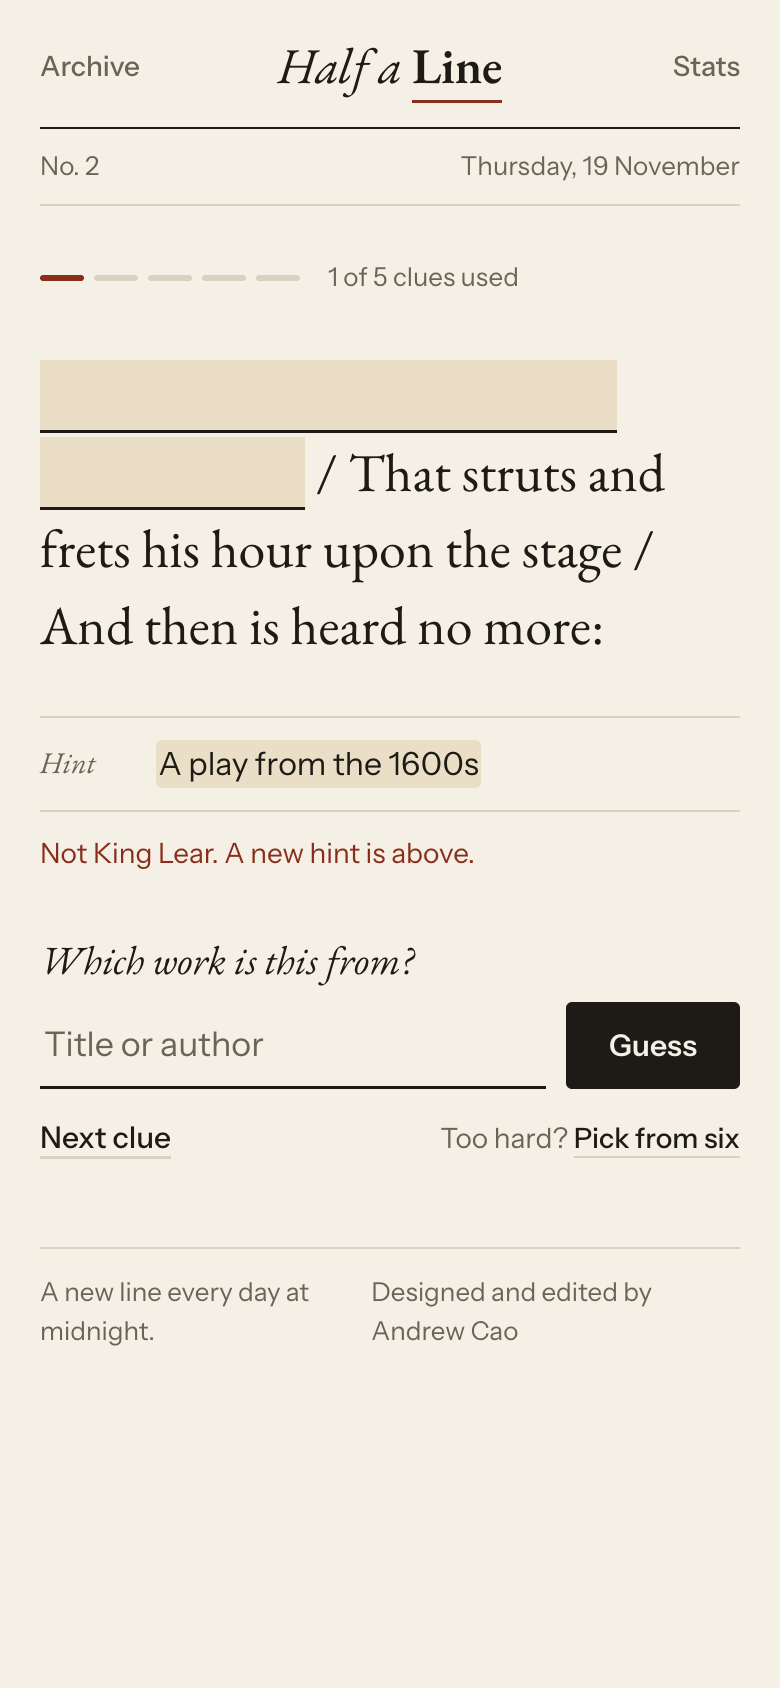 Archive
Half a Line
Stats
No. 2
Thursday, 19 November
1 of 5 clues used
/ That struts and
frets his hour upon the stage /
And then is heard no more:
Hint
A play from the 1600s
Not King Lear. A new hint is above.
Which work is this from?
Title or author
Guess
Next clue
Too hard? Pick from six
A new line every day at
midnight.
Designed and edited by
Andrew Cao